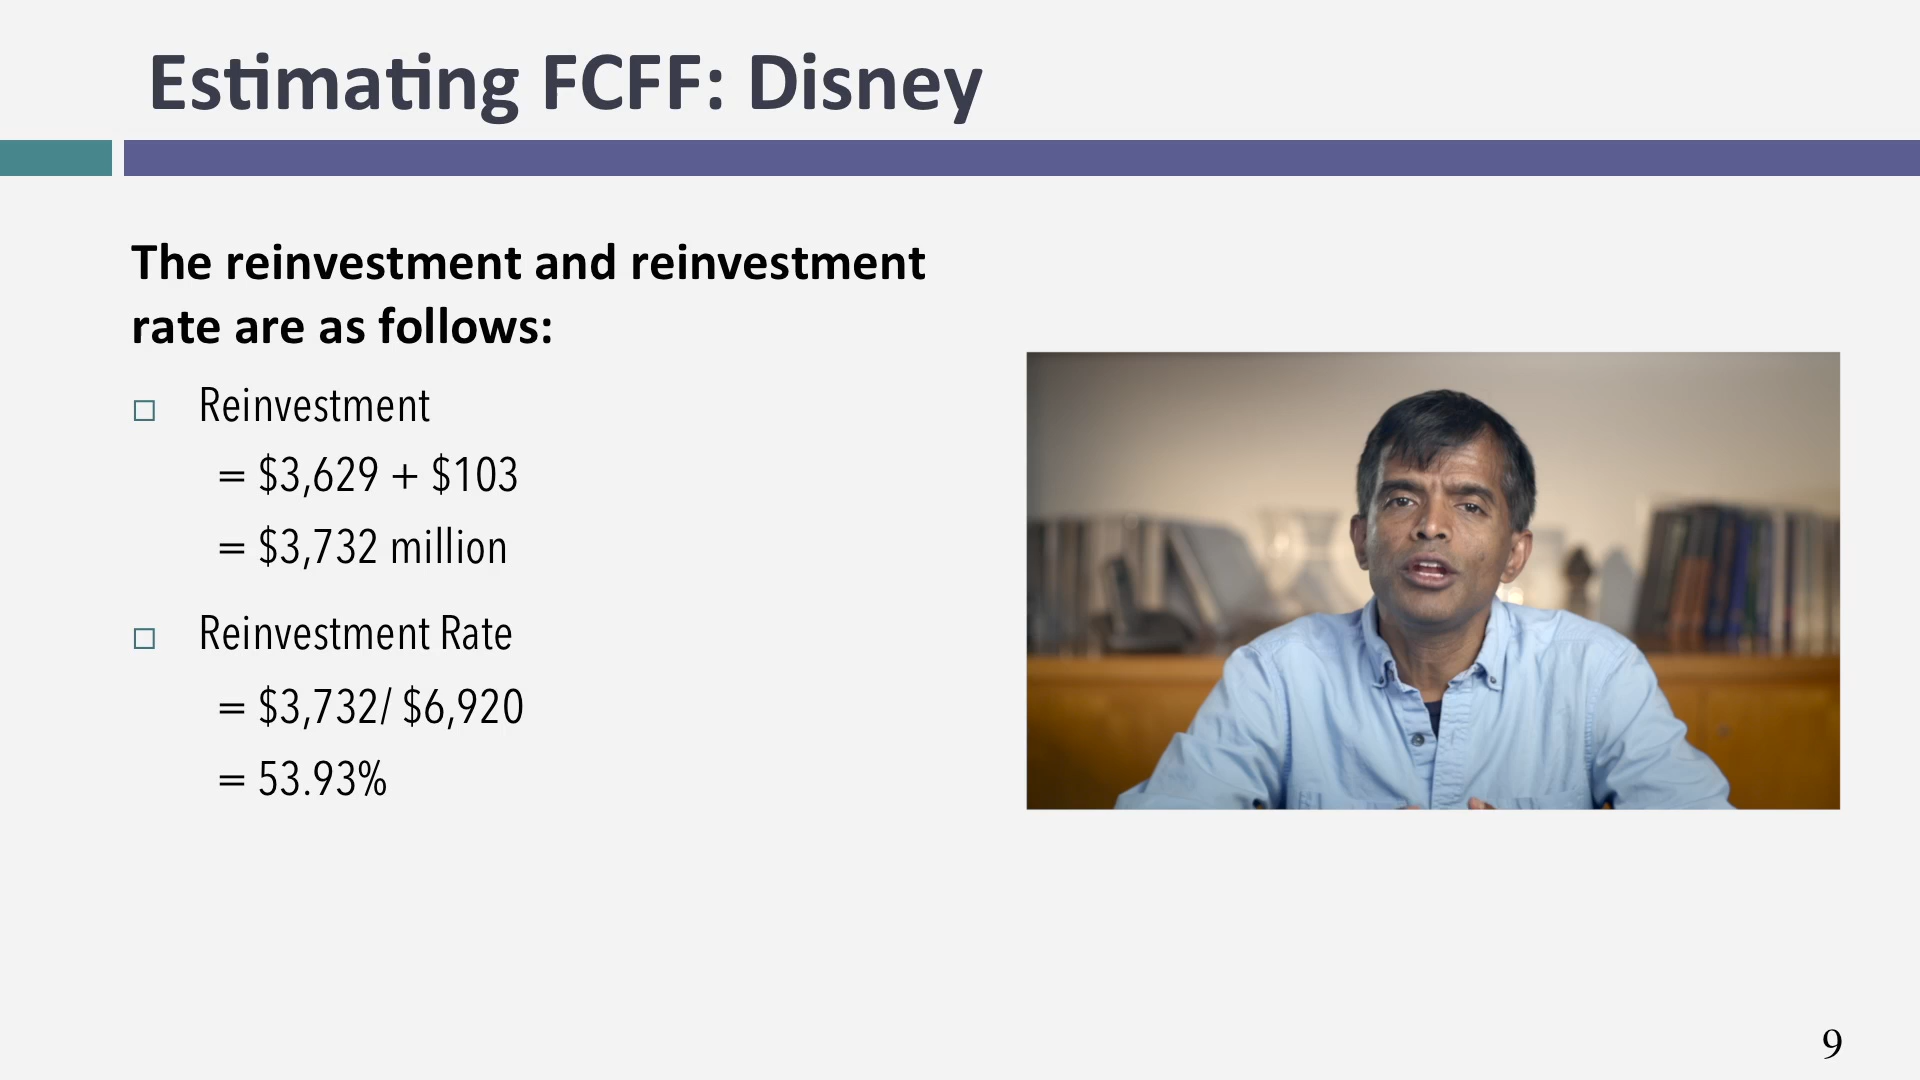 Estimating FCFF: Disney
The reinvestment and reinvestment
rate are as follows:
Reinvestment
= $3,629 + $103
= $3,732 million
Reinvestment Rate
= $3,732/ $6,920
= 53.93%
9